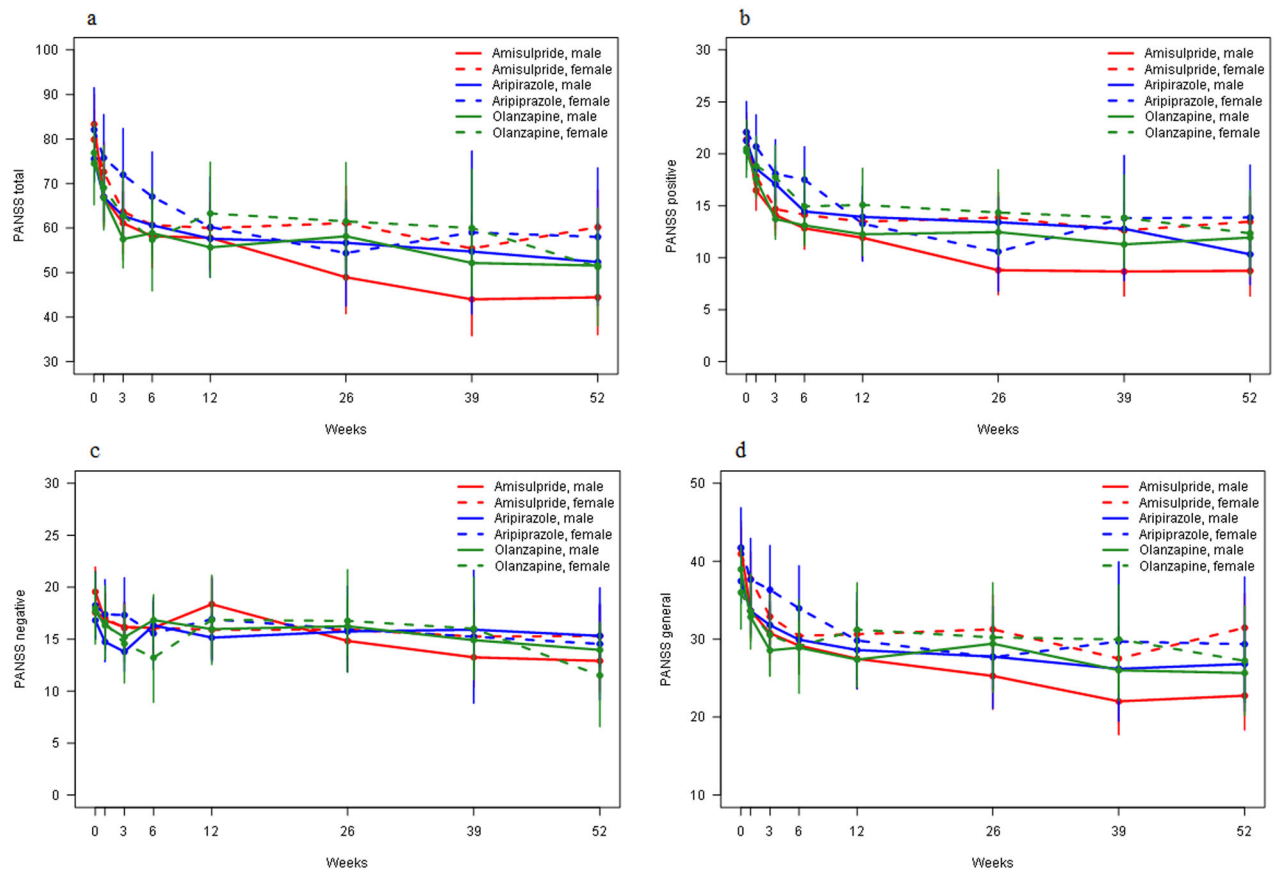 a
100
90
80
70
60
50
40
30
PANSS total
Amisulpride, male
Amisulpride, female
Aripirazole, male
Aripiprazole, female
Olanzapine, male
Olanzapine, female
0 3 6 12 26 39 52
Weeks
b
30
25
20
15
10
5
0
PANSS positive
Amisulpride, male
Amisulpride, female
Aripirazole, male
Aripiprazole, female
Olanzapine, male
Olanzapine, female
0 3 6 12 26 39 52
Weeks
c
30
25
20
15
10
5
0
PANSS negative
Amisulpride, male
Amisulpride, female
Aripirazole, male
Aripiprazole, female
Olanzapine, male
Olanzapine, female
0 3 6 12 26 39 52
Weeks
d
50
40
30
20
10
PANSS general
Amisulpride, male
Amisulpride, female
Aripirazole, male
Aripiprazole, female
Olanzapine, male
Olanzapine, female
0 3 6 12 26 39 52
Weeks